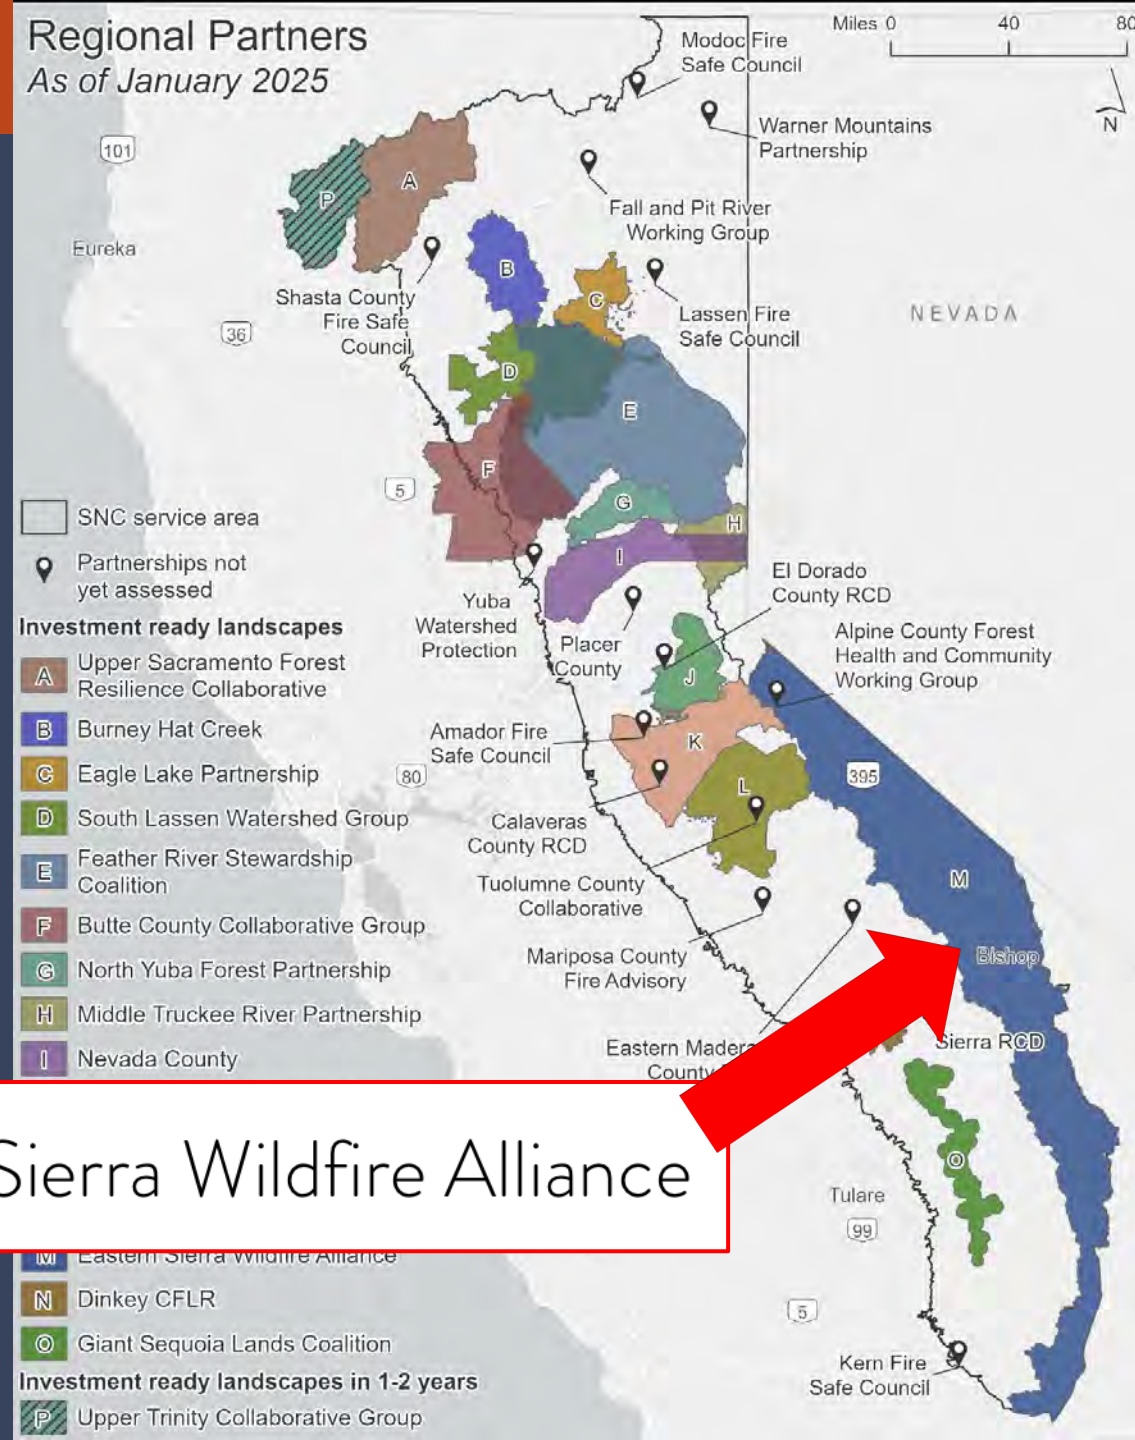 Regional Partners
As of January 2025
Miles 0 40 80
N
Modoc Fire
Safe Council
Warner Mountains
Partnership
101
P
A
Fall and Pit River
Working Group
Eureka
B
C
Shasta County
Fire Safe
Council
Lassen Fire
Safe Council
NEVADA
36
D
E
F
5
G
H
I
SNC service area
Partnerships not
yet assessed
Yuba
Watershed
Protection
Placer
County
El Dorado
County RCD
Alpine County Forest
Health and Community
Working Group
J
Investment ready landscapes
A Upper Sacramento Forest
Resilience Collaborative
B Burney Hat Creek
C Eagle Lake Partnership
D South Lassen Watershed Group
E Feather River Stewardship
Coalition
F Butte County Collaborative Group
G North Yuba Forest Partnership
H Middle Truckee River Partnership
I Nevada County
Amador Fire
Safe Council
K
80
395
L
Calaveras
County RCD
M
Tuolumne County
Collaborative
Mariposa County
Fire Advisory
Bishop
Eastern Madera
County
Sierra RCD
Sierra Wildfire Alliance
O
Tulare
99
M Eastern Sierra Wildfire Alliance
N Dinkey CFLR
O Giant Sequoia Lands Coalition
5
Kern Fire
Safe Council
Investment ready landscapes in 1-2 years
P Upper Trinity Collaborative Group